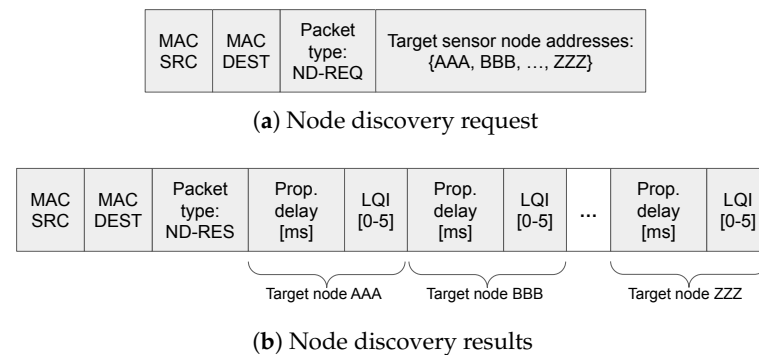 MAC SRC
MAC DEST
Packet type: ND-REQ
Target sensor node addresses: {AAA, BBB, ..., ZZZ}
(a) Node discovery request
MAC SRC
MAC DEST
Packet type: ND-RES
Prop. delay [ms]
LQI [0-5]
Prop. delay [ms]
LQI [0-5]
...
Prop. delay [ms]
LQI [0-5]
Target node AAA
Target node BBB
Target node ZZZ
(b) Node discovery results